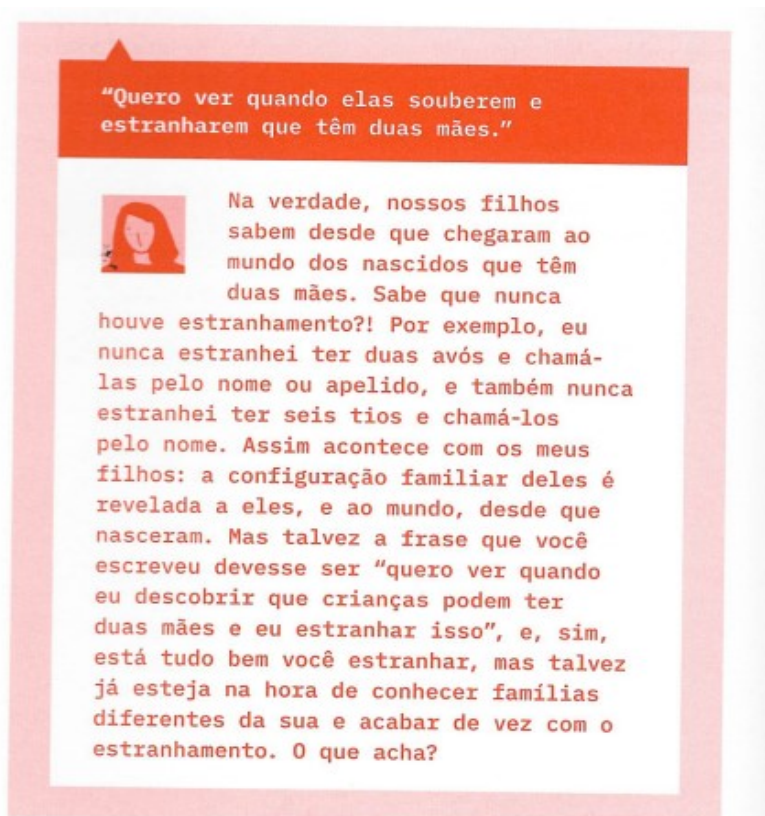 “Quero ver quando elas souberem e
estranharem que têm duas mães.”
Na verdade, nossos filhos
sabem desde que chegaram ao
mundo dos nascidos que têm
duas mães. Sabe que nunca
houve estranhamento?! Por exemplo, eu
nunca estranhei ter duas avós e chamá-
las pelo nome ou apelido, e também nunca
estranhei ter seis tios e chamá-los
pelo nome. Assim acontece com os meus
filhos: a configuração familiar deles é
revelada a eles, e ao mundo, desde que
nasceram. Mas talvez a frase que você
escreveu devesse ser “quero ver quando
eu descobrir que crianças podem ter
duas mães e eu estranhar isso”, e, sim,
está tudo bem você estranhar, mas talvez
já esteja na hora de conhecer famílias
diferentes da sua e acabar de vez com o
estranhamento. O que acha?